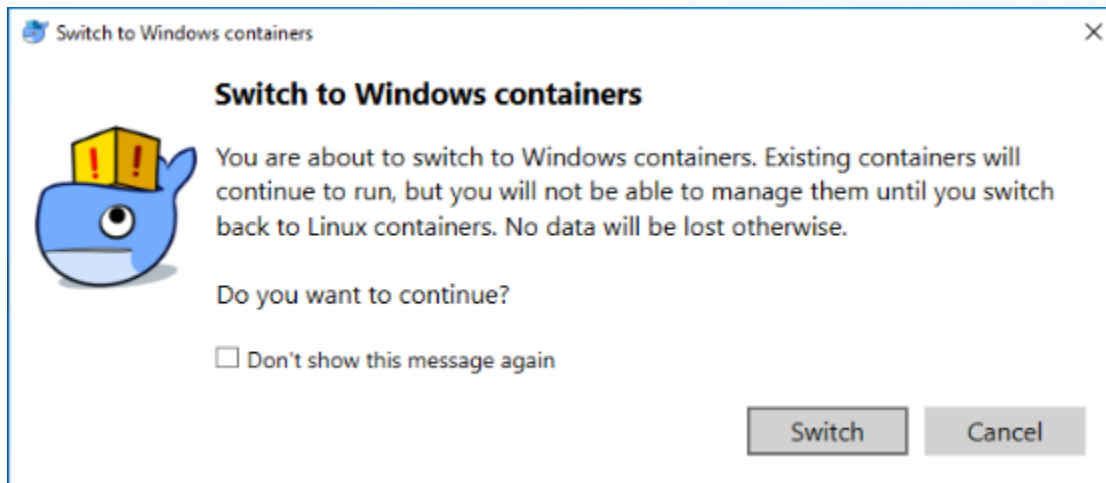 Switch to Windows containers
Switch to Windows containers
You are about to switch to Windows containers. Existing containers will
continue to run, but you will not be able to manage them until you switch
back to Linux containers. No data will be lost otherwise.
Do you want to continue?
Don't show this message again
Switch Cancel